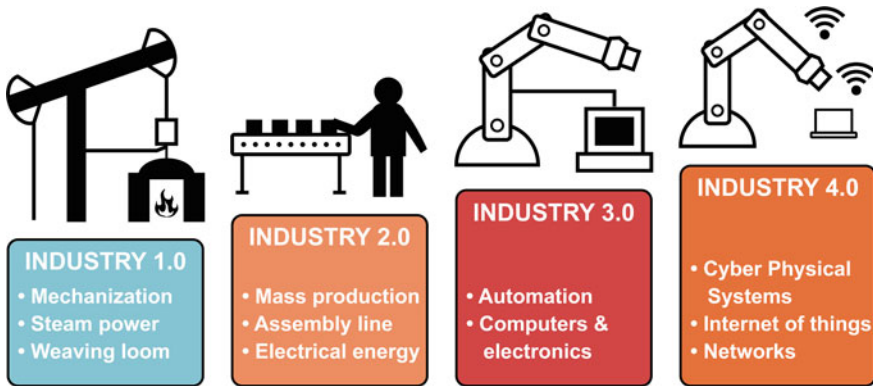 INDUSTRY 1.0
• Mechanization
• Steam power
• Weaving loom
INDUSTRY 2.0
• Mass production
• Assembly line
• Electrical energy
INDUSTRY 3.0
• Automation
• Computers &
electronics
INDUSTRY 4.0
• Cyber Physical
Systems
• Internet of things
• Networks